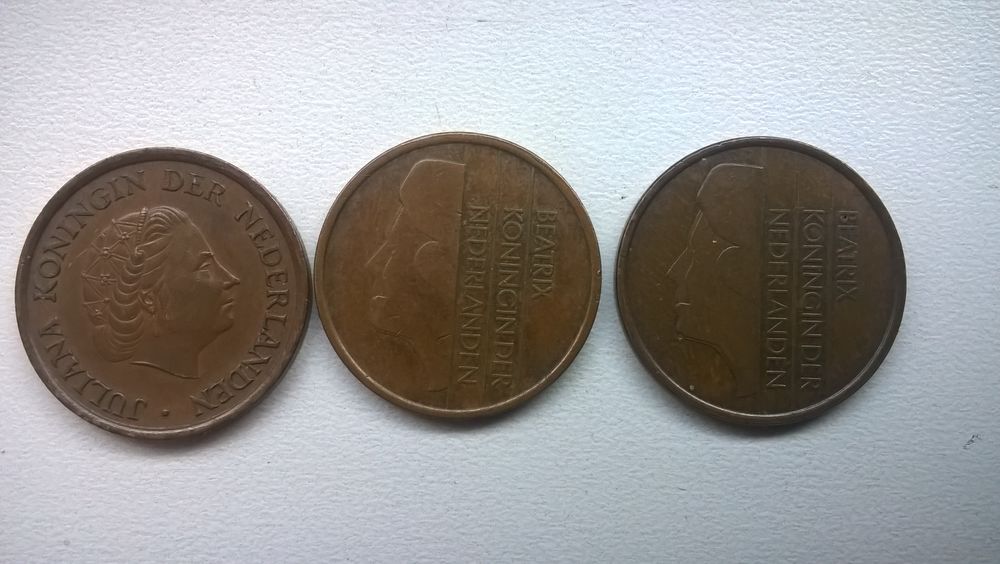 JULIANA KONINGIN DER NEDERLANDEN
BEATRIX
KONINGIN DER
NEDERLANDEN
BEATRIX
KONINGIN DER
NEDERLANDEN